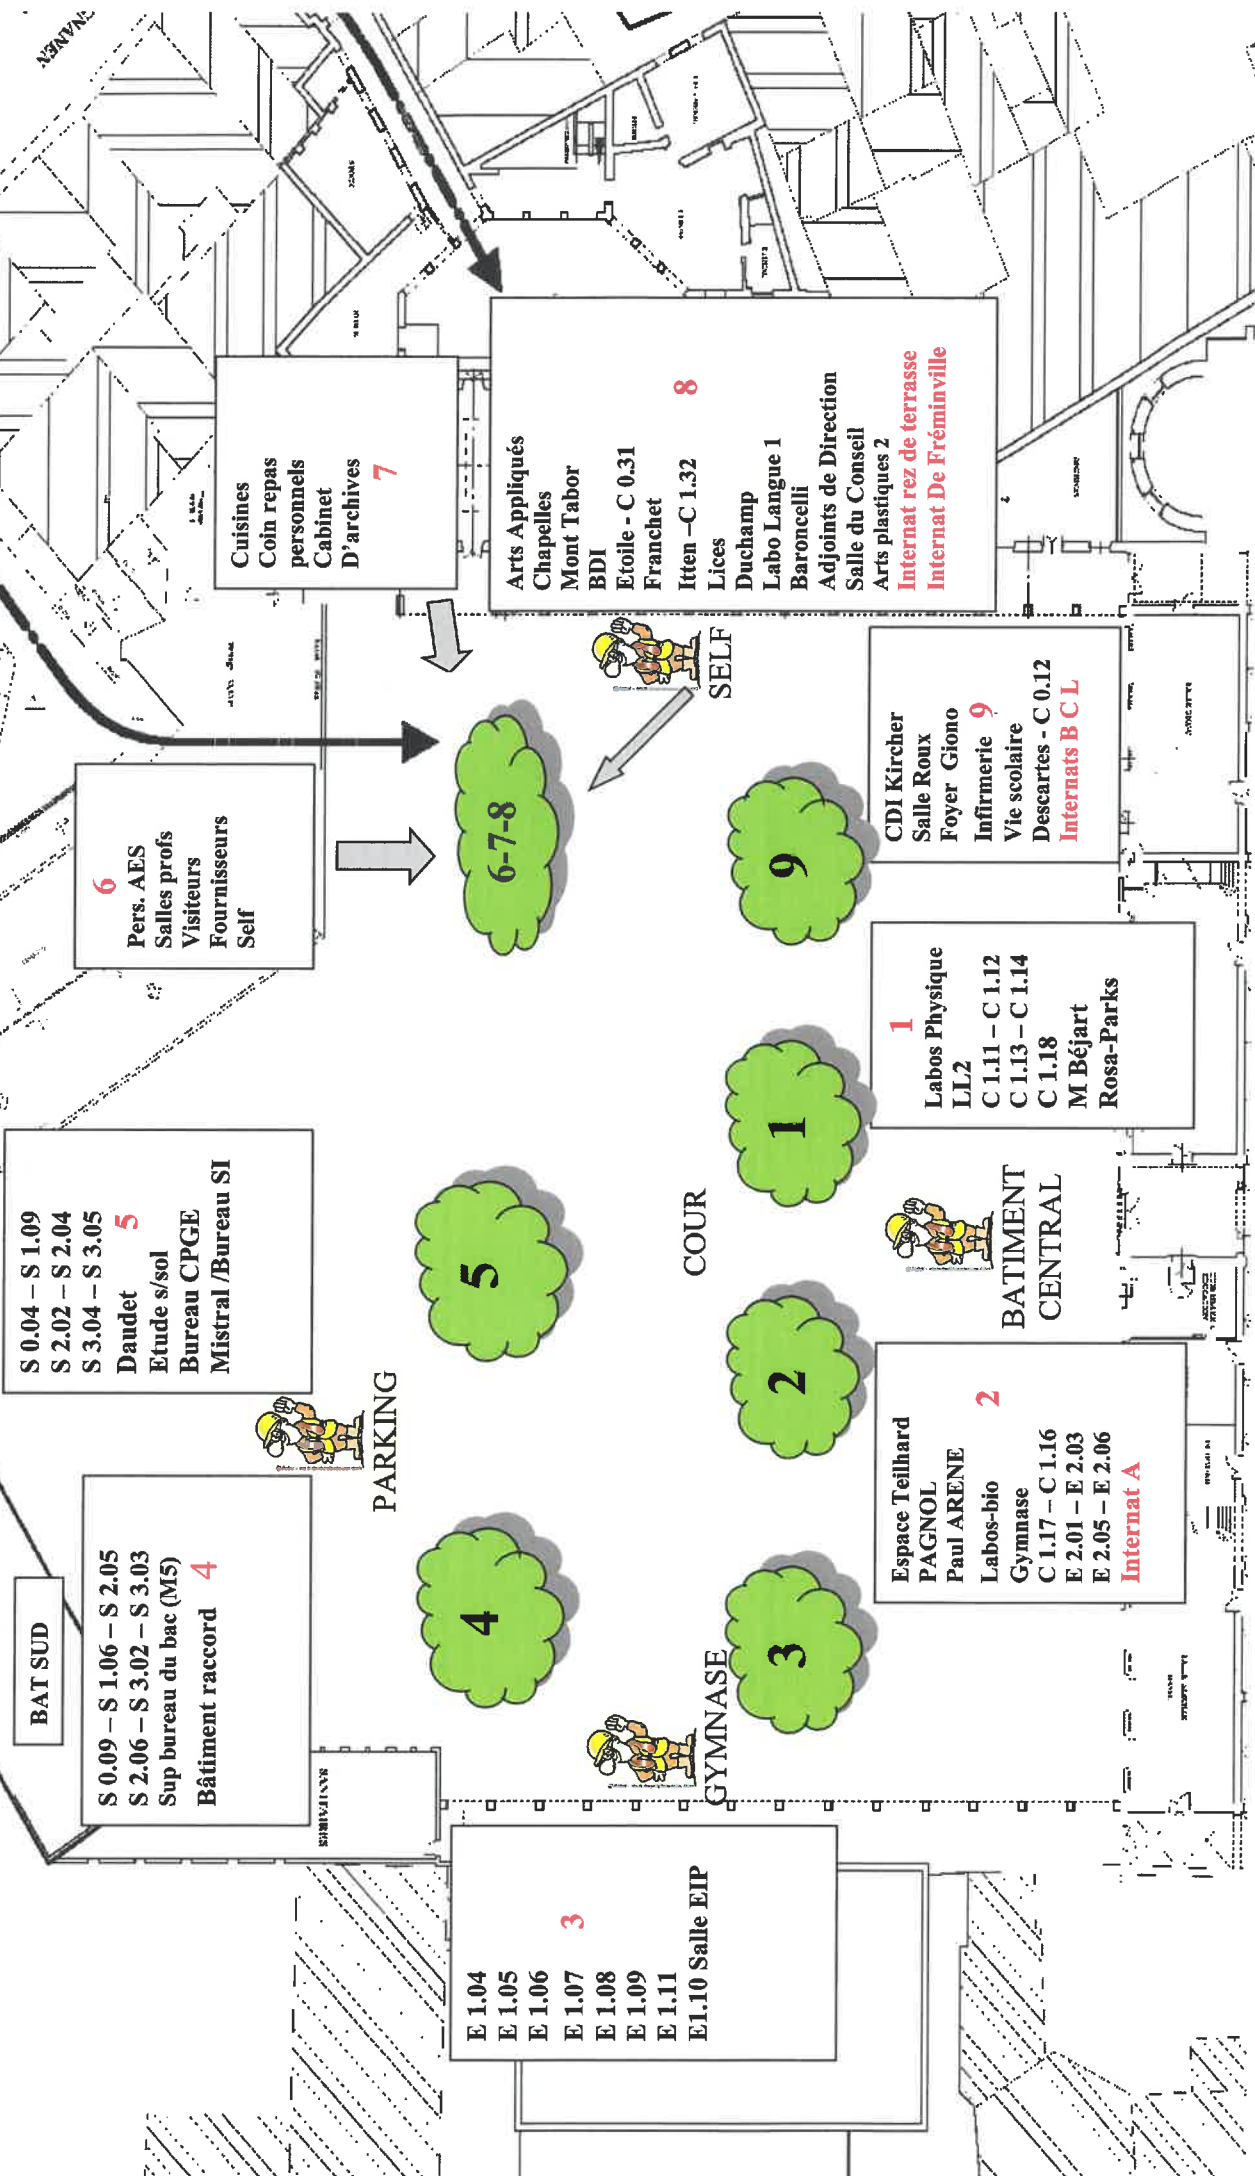 BAT SUD
S 0.09 – S 1.06 – S 2.05
S 2.06 – S 3.02 – S 3.03
Sup bureau du bac (M5)
Bâtiment raccord 4
S 0.04 – S 1.09
S 2.02 – S 2.04
S 3.04 – S 3.05
Daudet 5
Etude s/sol
Bureau CPGE
Mistral /Bureau SI
6
Pers. AES
Salles profs
Visiteurs
Fournisseurs
Self
Cuisines
Coin repas
personnels
Cabinet
D'archives
7
PARKING
SANITAIRES
4
5
6-7-8
E 1.04
E 1.05
E 1.06
E 1.07 3
E 1.08
E 1.09
E 1.11
E1.10 Salle EIP
GYMNASE
COUR
SELF
Arts Appliqués
Chapelles
Mont Tabor
BDI
Etoile - C 0.31
Franchet
Itten –C 1.32 8
Lices
Duchamp
Labo Langue 1
Baroncelli
Adjoints de Direction
Salle du Conseil
Arts plastiques 2
Internat rez de terrasse
Internat De Fréminville
3
2
1
9
Espace Teilhard
PAGNOL
Paul ARENE
Labos-bio 2
Gymnase
C 1.17 – C 1.16
E 2.01 – E 2.03
E 2.05 – E 2.06
Internat A
BATIMENT
CENTRAL
1
Labos Physique
LL2
C 1.11 – C 1.12
C 1.13 – C 1.14
C 1.18
M Béjart
Rosa-Parks
CDI Kircher
Salle Roux
Foyer Giono
Infirmerie 9
Vie scolaire
Descartes - C 0.12
Internats B C L